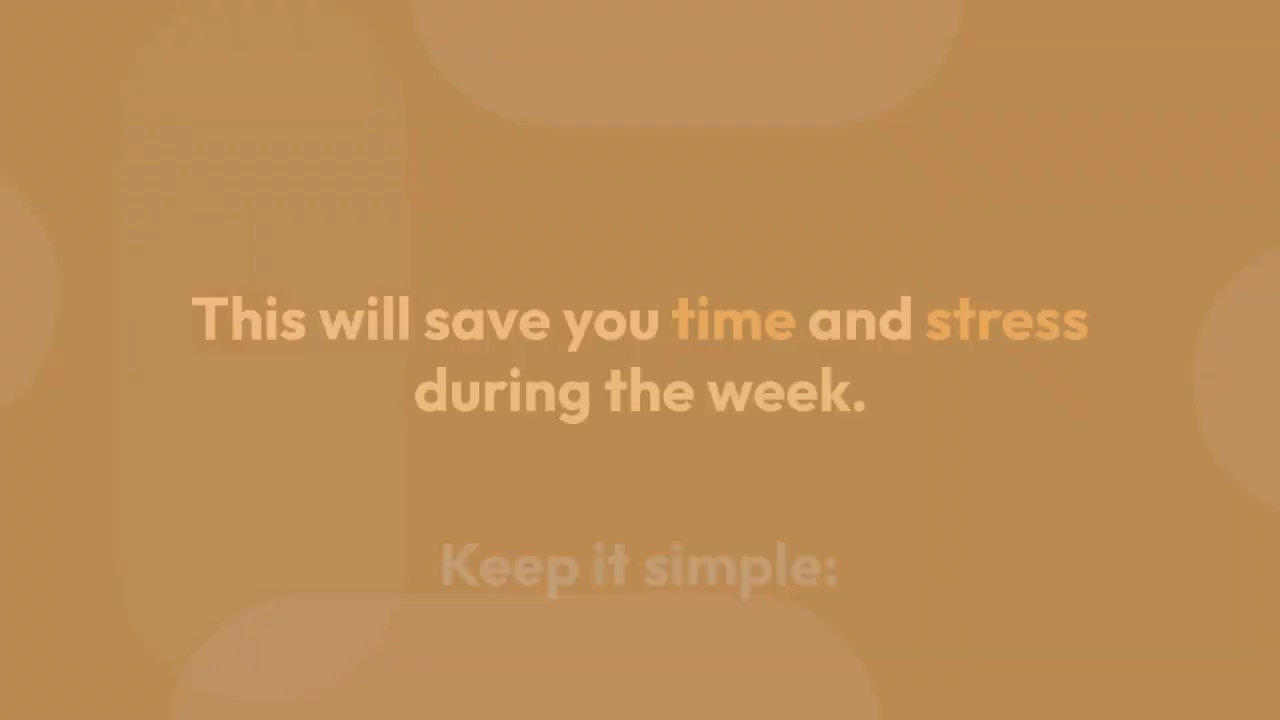 This will save you time and stress
during the week.
Keep it simple: